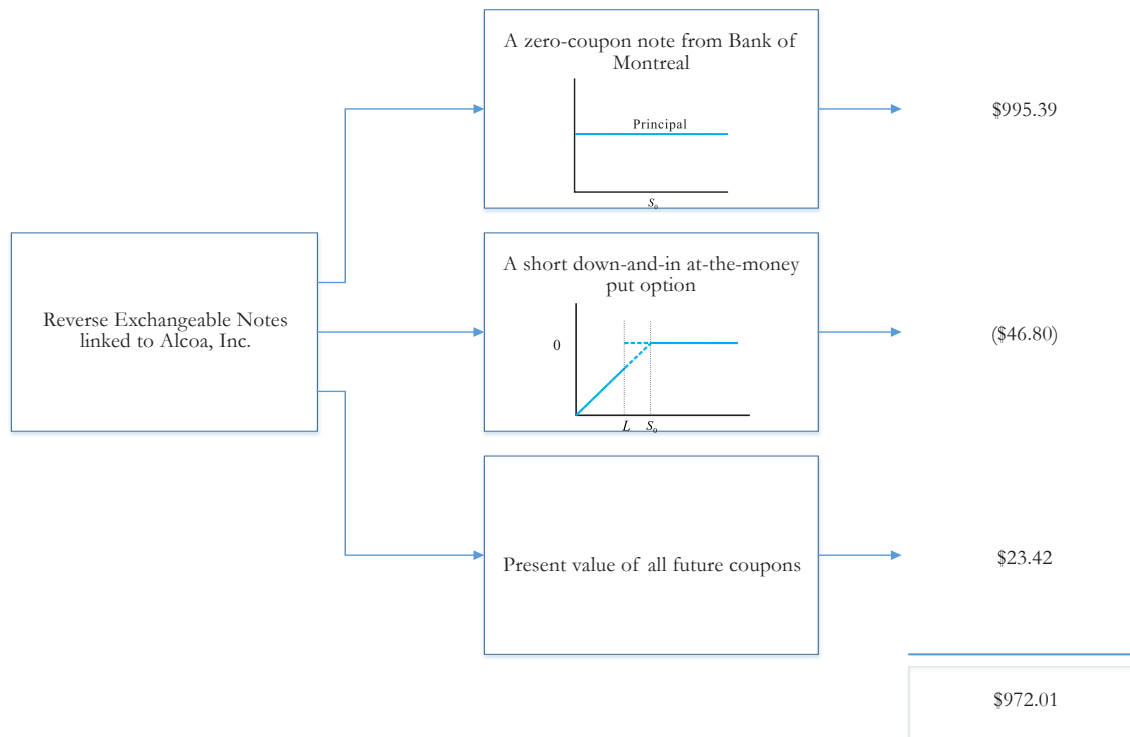 A zero-coupon note from Bank of
Montreal
Principal
S₀
$995.39
Reverse Exchangeable Notes
linked to Alcoa, Inc.
A short down-and-in at-the-money
put option
0
L S₀
($46.80)
Present value of all future coupons
$23.42
$972.01